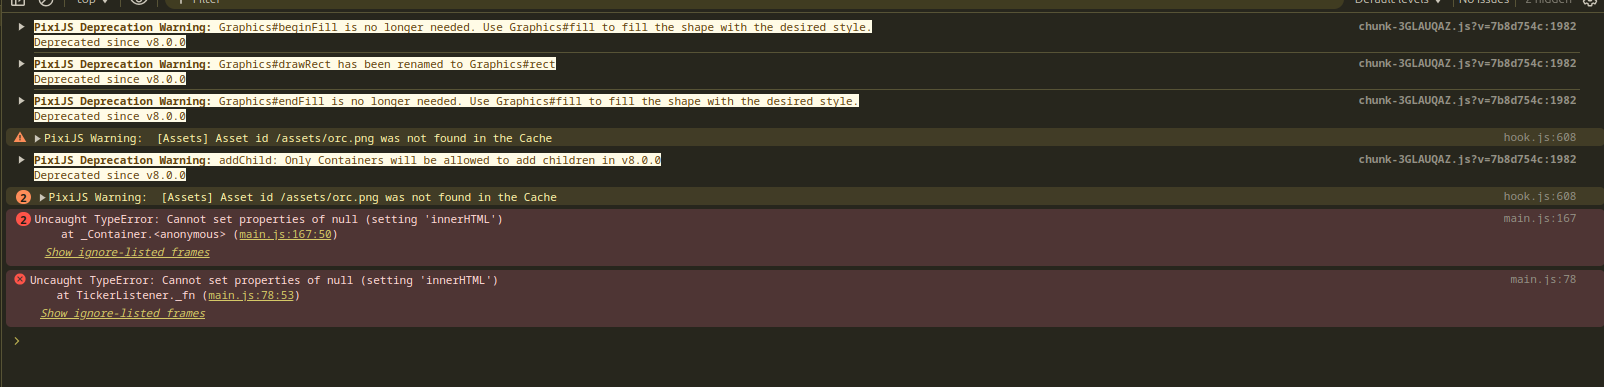 top
Filter
Default levels
No Issues
2 hidden
PixiJS Deprecation Warning: Graphics#beginFill is no longer needed. Use Graphics#fill to fill the shape with the desired style.
chunk-3GLAUQAZ.js?v=7b8d754c:1982
Deprecated since v8.0.0
PixiJS Deprecation Warning: Graphics#drawRect has been renamed to Graphics#rect
chunk-3GLAUQAZ.js?v=7b8d754c:1982
Deprecated since v8.0.0
PixiJS Deprecation Warning: Graphics#endFill is no longer needed. Use Graphics#fill to fill the shape with the desired style.
chunk-3GLAUQAZ.js?v=7b8d754c:1982
Deprecated since v8.0.0
PixiJS Warning:  [Assets] Asset id /assets/orc.png was not found in the Cache
hook.js:608
PixiJS Deprecation Warning: addChild: Only Containers will be allowed to add children in v8.0.0
chunk-3GLAUQAZ.js?v=7b8d754c:1982
Deprecated since v8.0.0
2 PixiJS Warning:  [Assets] Asset id /assets/orc.png was not found in the Cache
hook.js:608
2 Uncaught TypeError: Cannot set properties of null (setting 'innerHTML')
main.js:167
at _Container.<anonymous> (main.js:167:50)
Show ignore-listed frames
Uncaught TypeError: Cannot set properties of null (setting 'innerHTML')
main.js:78
at TickerListener._fn (main.js:78:53)
Show ignore-listed frames